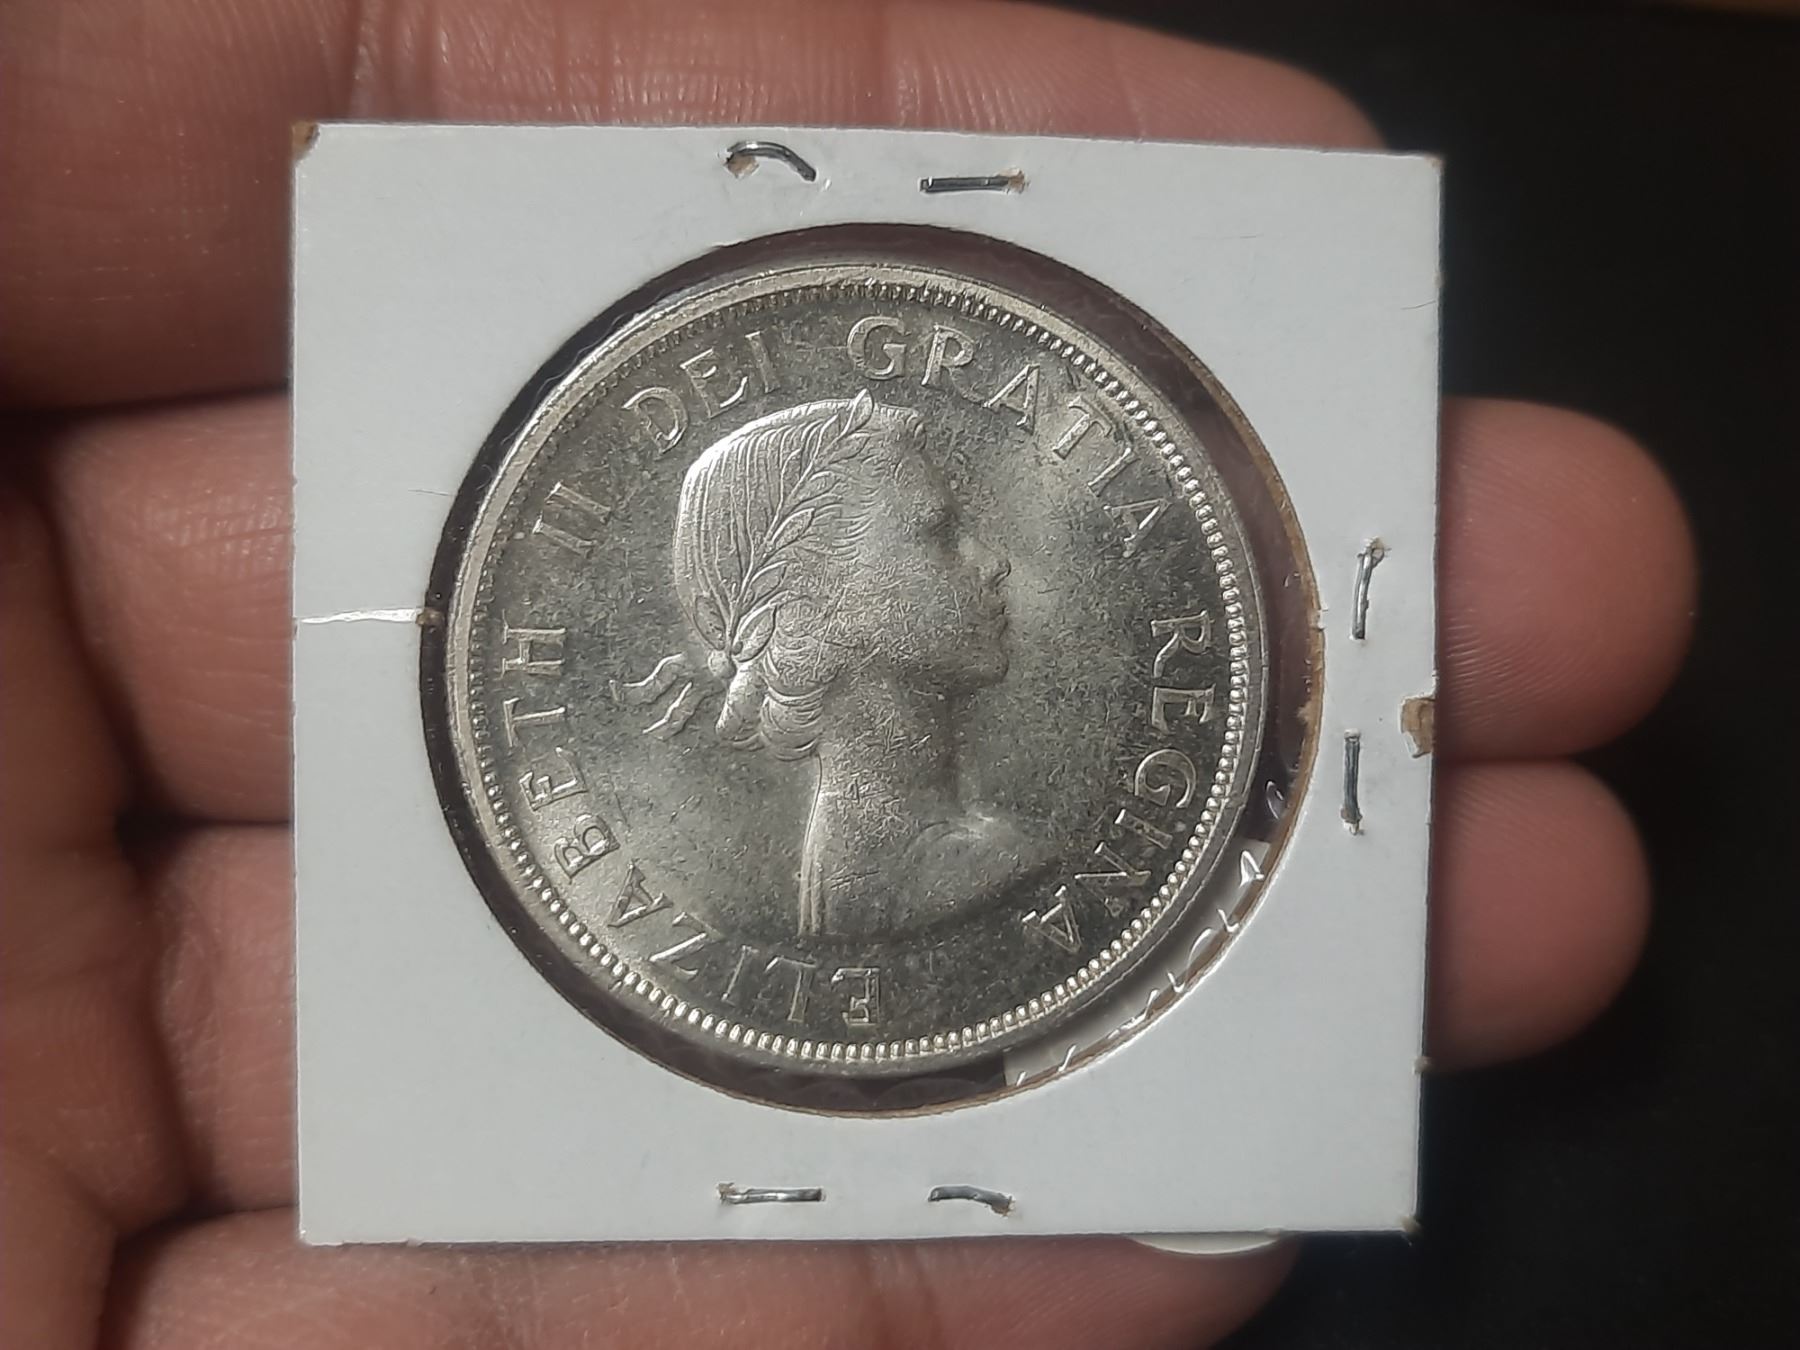 ELIZABETH II DEI GRATIA REGINA